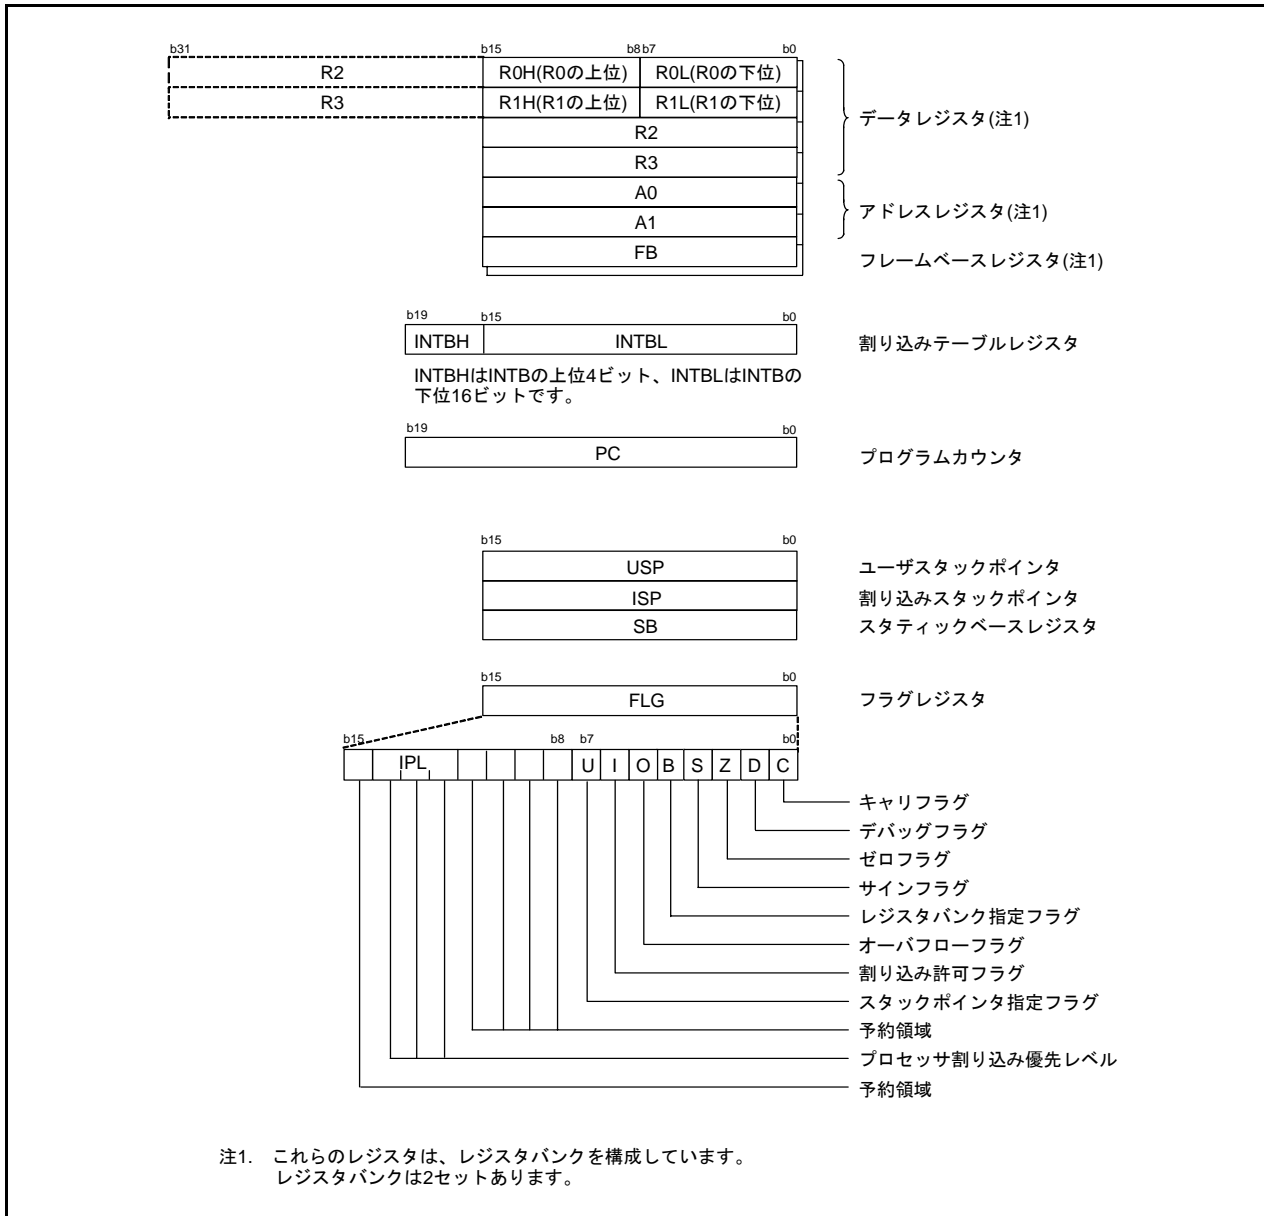 b31 b15 b8 b7 b0
R2 R0H(R0の上位) R0L(R0の下位)
R3 R1H(R1の上位) R1L(R1の下位)
データレジスタ(注1)
R2
R3
A0
アドレスレジスタ(注1)
A1
FB
フレームベースレジスタ(注1)
b19 b15 b0
INTBH INTBL 割り込みテーブルレジスタ
INTBHはINTBの上位4ビット、INTBLはINTBの
下位16ビットです。
b19 b0
PC プログラムカウンタ
b15 b0
USP ユーザスタックポインタ
ISP 割り込みスタックポインタ
SB スタティックベースレジスタ
b15 b0
FLG フラグレジスタ
b15 b8 b7 b0
IPL U I O B S Z D C
キャリフラグ
デバッグフラグ
ゼロフラグ
サインフラグ
レジスタバンク指定フラグ
オーバフローフラグ
割り込み許可フラグ
スタックポインタ指定フラグ
予約領域
プロセッサ割り込み優先レベル
予約領域
注1. これらのレジスタは、レジスタバンクを構成しています。
レジスタバンクは2セットあります。